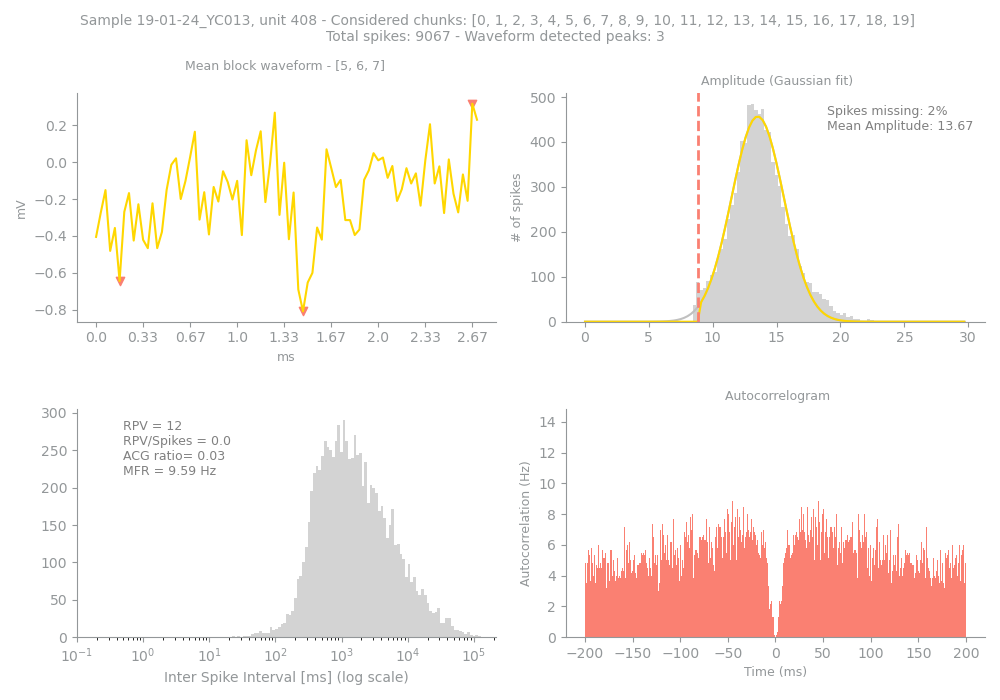 Sample 19-01-24_YC013, unit 408 - Considered chunks: [0, 1, 2, 3, 4, 5, 6, 7, 8, 9, 10, 11, 12, 13, 14, 15, 16, 17, 18, 19]
Total spikes: 9067 - Waveform detected peaks: 3
Mean block waveform - [5, 6, 7]
mV
0.2
0.0
−0.2
−0.4
−0.6
−0.8
0.0 0.33 0.67 1.0 1.33 1.67 2.0 2.33 2.67
ms
Amplitude (Gaussian fit)
Spikes missing: 2%
Mean Amplitude: 13.67
# of spikes
500
400
300
200
100
0
0 5 10 15 20 25 30
RPV = 12
RPV/Spikes = 0.0
ACG ratio= 0.03
MFR = 9.59 Hz
300
250
200
150
100
50
0
10⁻¹ 10⁰ 10¹ 10² 10³ 10⁴ 10⁵
Inter Spike Interval [ms] (log scale)
Autocorrelogram
Autocorrelation (Hz)
14
12
10
8
6
4
2
0
−200 −150 −100 −50 0 50 100 150 200
Time (ms)